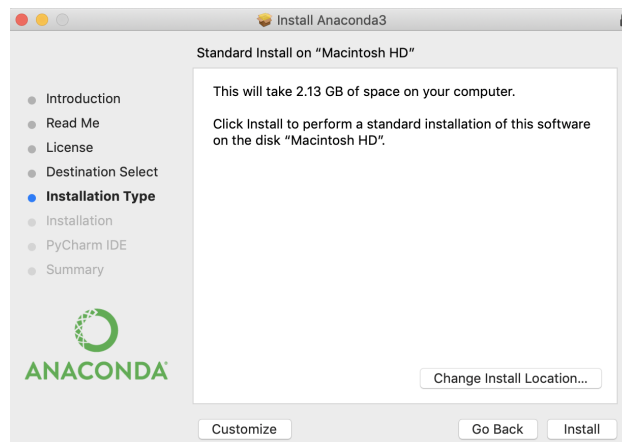 Install Anaconda3
Standard Install on “Macintosh HD”
Introduction
Read Me
License
Destination Select
Installation Type
Installation
PyCharm IDE
Summary
ANACONDA
This will take 2.13 GB of space on your computer.
Click Install to perform a standard installation of this software
on the disk “Macintosh HD”.
Change Install Location...
Customize
Go Back
Install